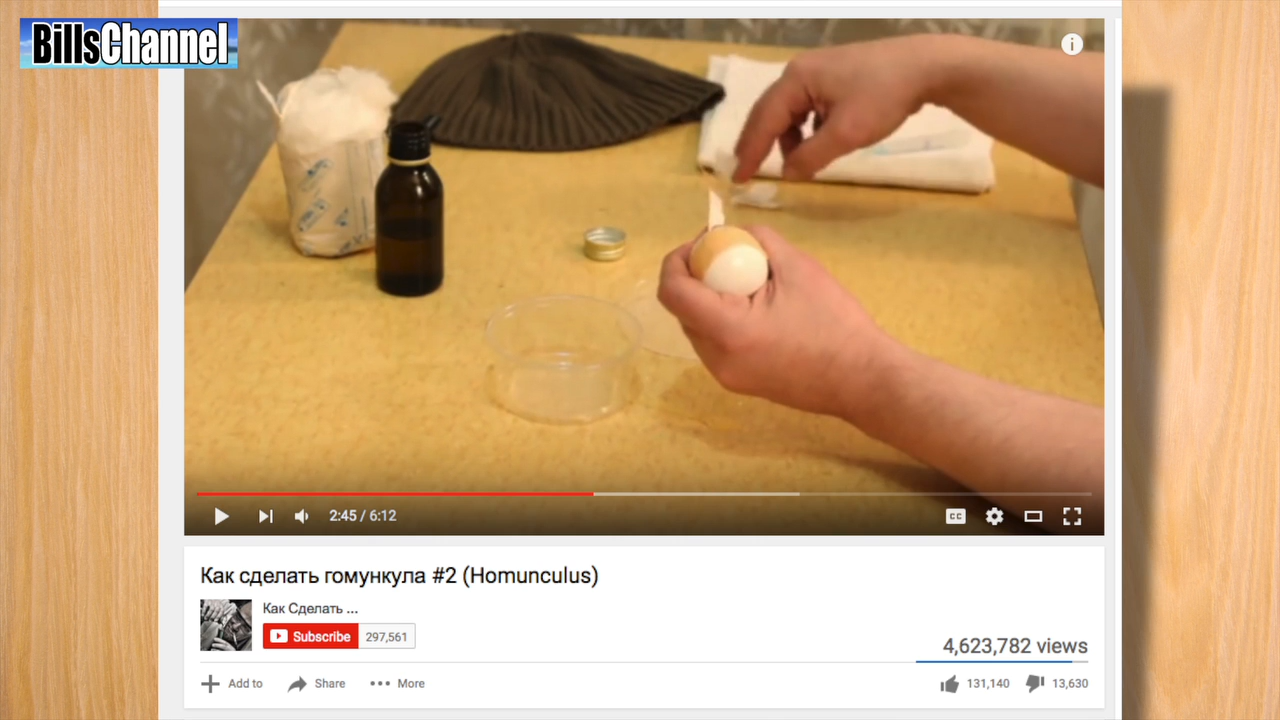 BillsChannel
2:45 / 6:12
CC
Как сделать гомункула #2 (Homunculus)
Как Сделать ...
Subscribe 297,561
4,623,782 views
Add to Share More
131,140 13,630